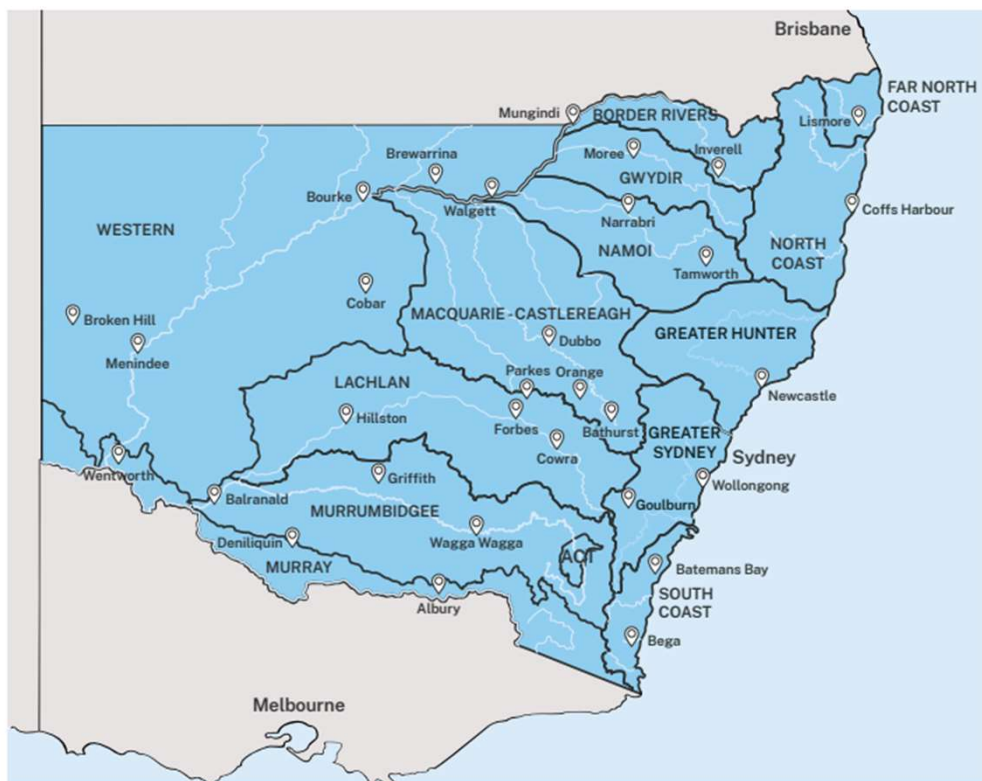 Brisbane
FAR NORTH
COAST
Mungindi
BORDER RIVERS
Lismore
Moree
Inverell
Brewarrina
GWYDIR
Bourke
Walgett
Narrabri
Coffs Harbour
WESTERN
NAMOI
NORTH
COAST
Tamworth
Cobar
MACQUARIE - CASTLEREAGH
Broken Hill
Dubbo
GREATER HUNTER
Menindee
Parkes
Orange
LACHLAN
Newcastle
Hillston
Forbes
Bathurst
GREATER
SYDNEY
Cowra
Sydney
Wentworth
Griffith
Wollongong
Balranald
Goulburn
MURRUMBIDGEE
Deniliquin
Wagga Wagga
ACT
MURRAY
Batemans Bay
SOUTH
COAST
Albury
Bega
Melbourne